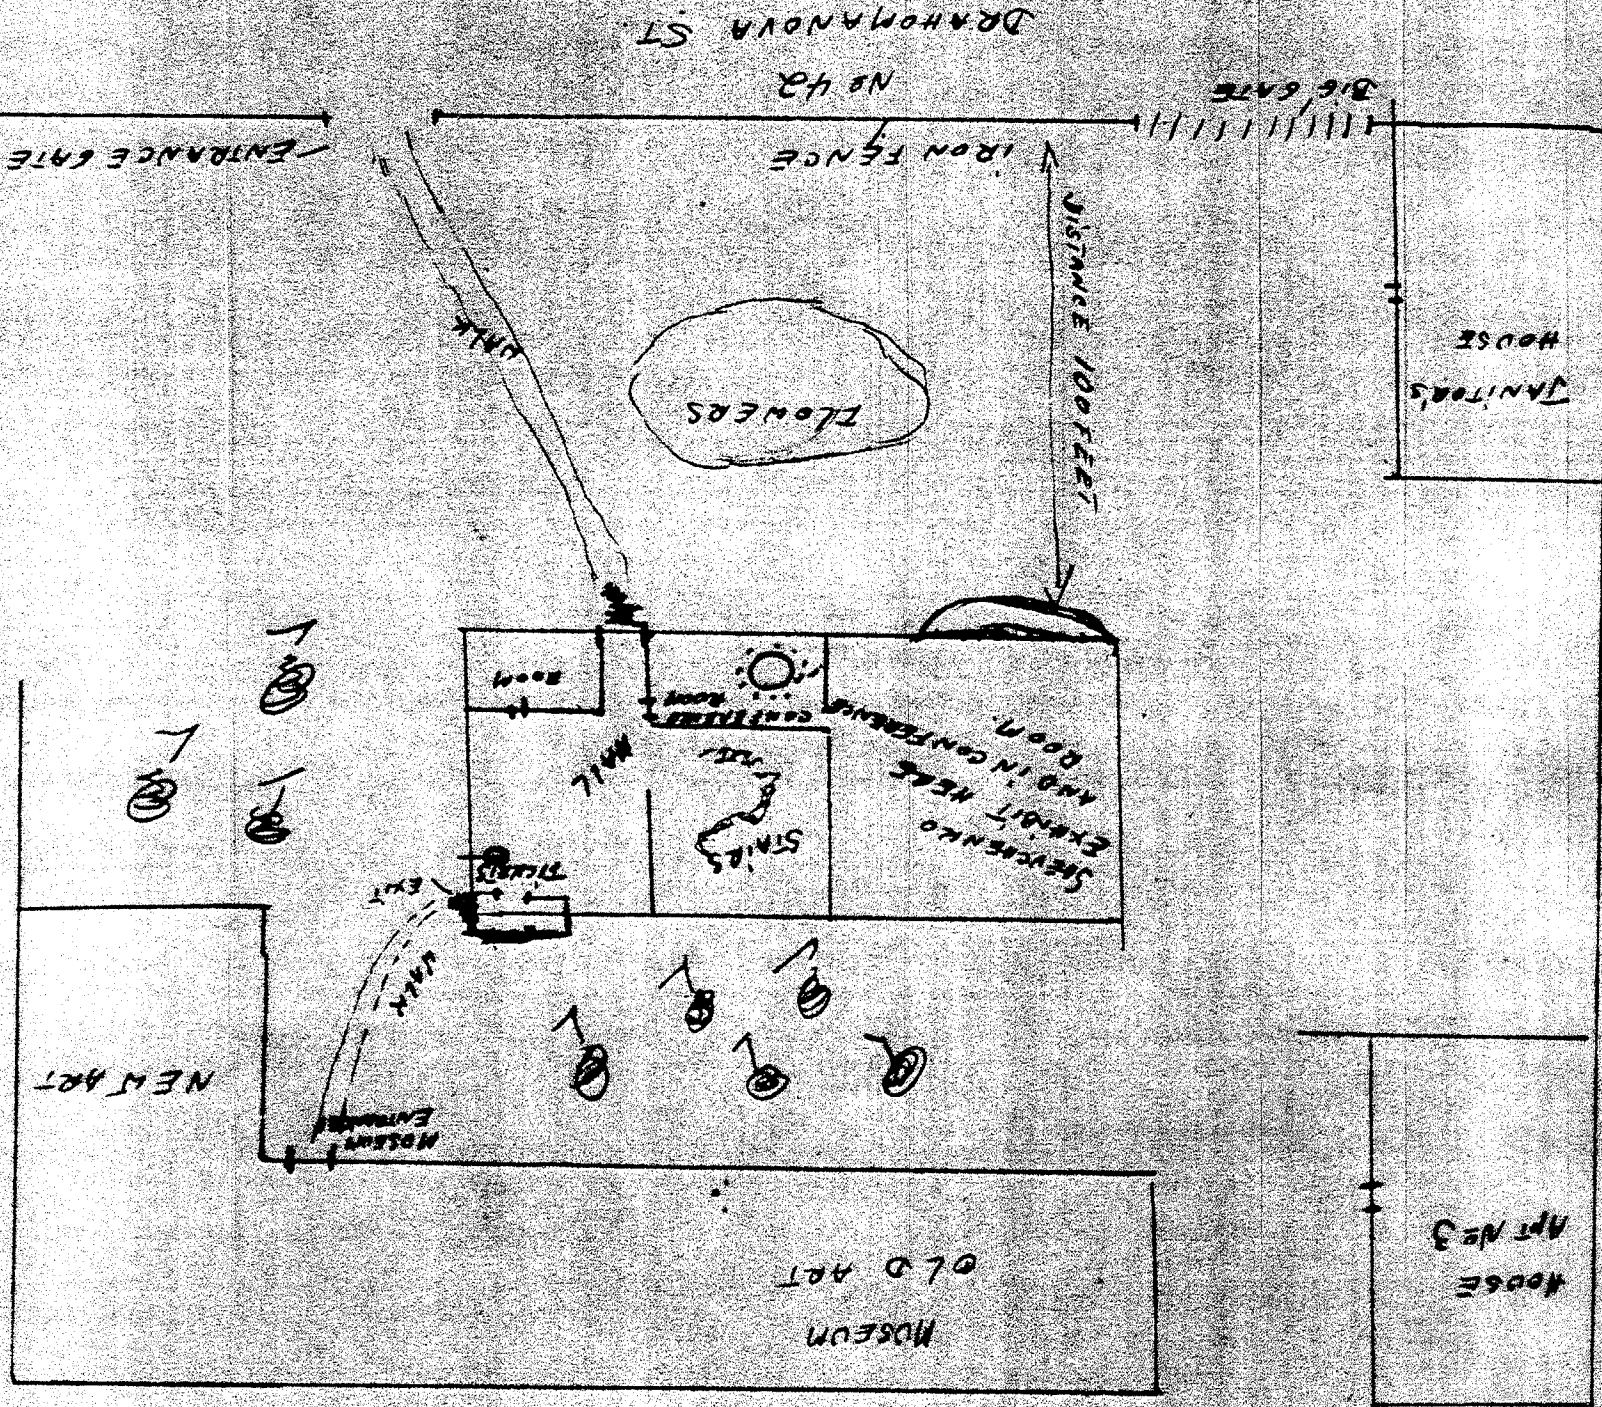 MUSEUM
OLD ART
HOUSE
APT No 3
MUSEUM
ENTRANCE
NEW ART
WALK
EXIT
TICKETS
STAIRS
HALL
SHEVCHENKO
EXHIBIT HERE
AND IN CONFERENCE
ROOM.
CONFERENCE
ROOM
ROOM
JANITOR'S
HOUSE
FLOWERS
WALK
DISTANCE 100 FEET
ENTRANCE GATE
IRON FENCE
BIG GATE
No 42
DRAHOMANOVA ST.